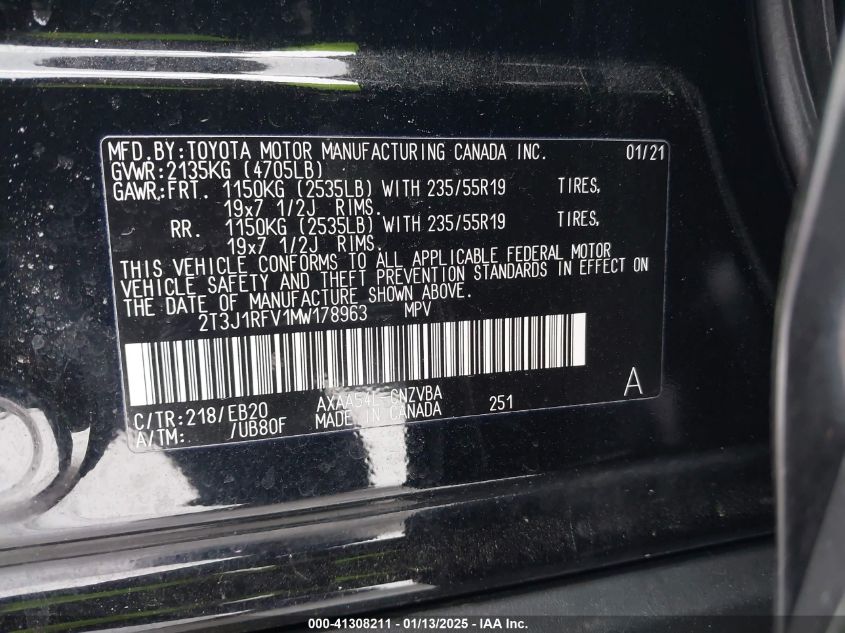 MFD.BY:TOYOTA MOTOR MANUFACTURING CANADA INC. 01/21
GVWR:2135KG (4705LB)
GAWR:FRT. 1150KG (2535LB) WITH 235/55R19 TIRES,
19x7 1/2J RIMS.
RR. 1150KG (2535LB) WITH 235/55R19 TIRES,
19x7 1/2J RIMS.
THIS VEHICLE CONFORMS TO ALL APPLICABLE FEDERAL MOTOR
VEHICLE SAFETY AND THEFT PREVENTION STANDARDS IN EFFECT ON
THE DATE OF MANUFACTURE SHOWN ABOVE.
2T3J1RFV1MW178963 MPV
C/TR:218/EB20 AXAA54L-CNZVBA 251 A
A/TM: /UB80F MADE IN CANADA
000-41308211 - 01/13/2025 - IAA Inc.